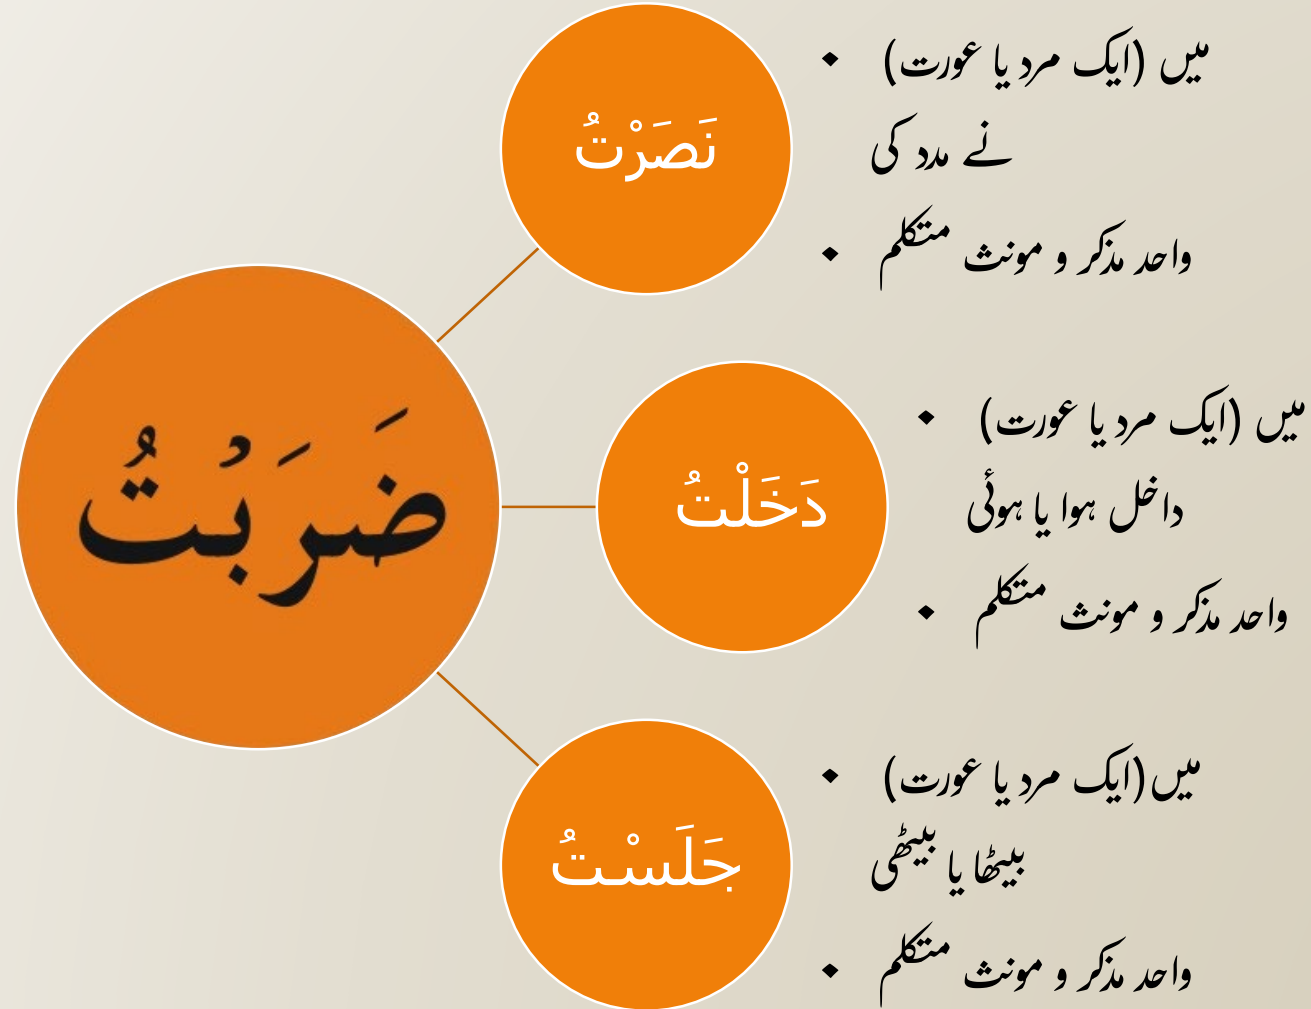 ضَرَبْتُ
نَصَرْتُ
میں (ایک مرد یا عورت)
نے مدد کی
واحد مذکر و مونث متکلم
دَخَلْتُ
میں (ایک مرد یا عورت)
داخل ہوا یا ہوئی
واحد مذکر و مونث متکلم
جَلَسْتُ
میں (ایک مرد یا عورت)
بیٹھا یا بیٹھی
واحد مذکر و مونث متکلم